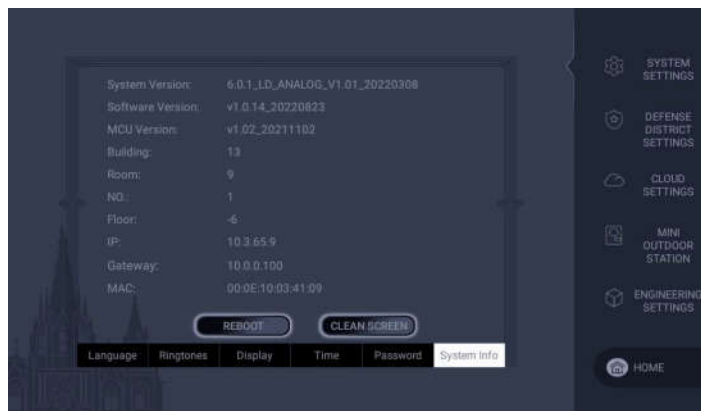 System Version: 6.0.1_LD_ANALOG_V1.01_20220308
Software Version: v1.0.14_20220823
MCU Version: v1.02_20211102
Building: 13
Room: 9
NO.: 1
Floor: -6
IP: 10.3.65.9
Gateway: 10.0.0.100
MAC: 00:0E:10:03:41:09
REBOOT CLEAN SCREEN
Language Ringtones Display Time Password System Info
SYSTEM
SETTINGS
DEFENSE
DISTRICT
SETTINGS
CLOUD
SETTINGS
MINI
OUTDOOR
STATION
ENGINEERING
SETTINGS
HOME